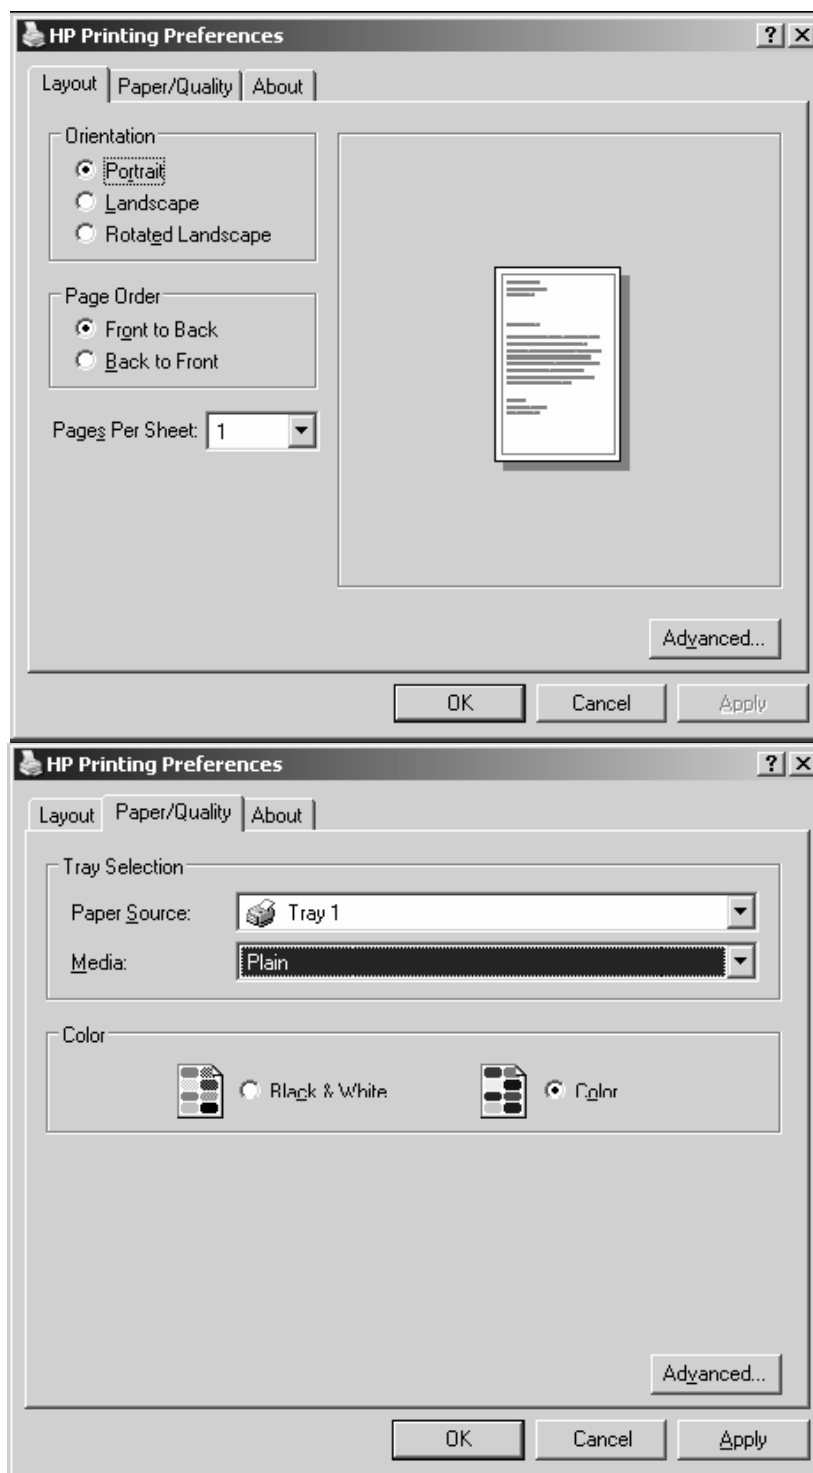 HP Printing Preferences ? X
Layout Paper/Quality About
Orientation
Portrait
Landscape
Rotated Landscape
Page Order
Front to Back
Back to Front
Pages Per Sheet: 1
Advanced...
OK Cancel Apply
HP Printing Preferences ? X
Layout Paper/Quality About
Tray Selection
Paper Source: Tray 1
Media: Plain
Color
Black & White Color
Advanced...
OK Cancel Apply